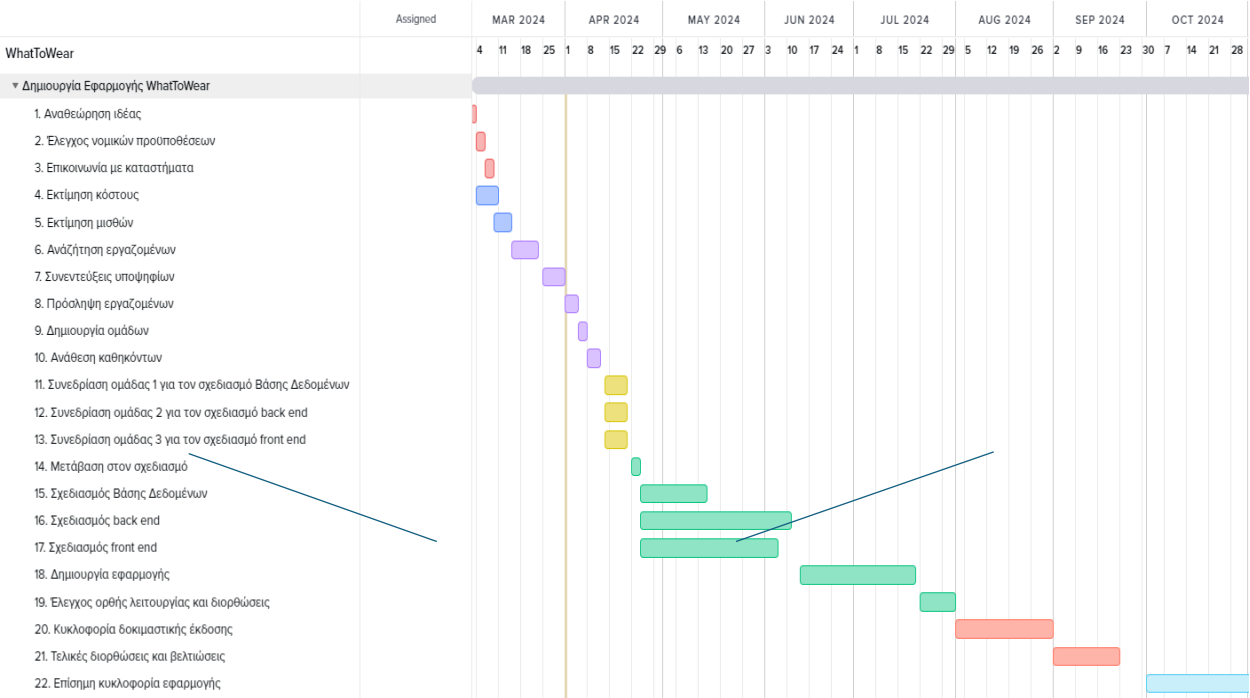 Assigned
MAR 2024 APR 2024 MAY 2024 JUN 2024 JUL 2024 AUG 2024 SEP 2024 OCT 2024
WhatToWear
4 11 18 25 1 8 15 22 29 6 13 20 27 3 10 17 24 1 8 15 22 29 5 12 19 26 2 9 16 23 30 7 14 21 28
Δημιουργία Εφαρμογής WhatToWear
1. Αναθεώρηση ιδέας
2. Έλεγχος νομικών προϋποθέσεων
3. Επικοινωνία με καταστήματα
4. Εκτίμηση κόστους
5. Εκτίμηση μισθών
6. Ανάζήτηση εργαζομένων
7. Συνεντεύξεις υποψηφίων
8. Πρόσληψη εργαζομένων
9. Δημιουργία ομάδων
10. Ανάθεση καθηκόντων
11. Συνεδρίαση ομάδας 1 για τον σχεδιασμό Βάσης Δεδομένων
12. Συνεδρίαση ομάδας 2 για τον σχεδιασμό back end
13. Συνεδρίαση ομάδας 3 για τον σχεδιασμό front end
14. Μετάβαση στον σχεδιασμό
15. Σχεδιασμός Βάσης Δεδομένων
16. Σχεδιασμός back end
17. Σχεδιασμός front end
18. Δημιουργία εφαρμογής
19. Έλεγχος ορθής λειτουργίας και διορθώσεις
20. Κυκλοφορία δοκιμαστικής έκδοσης
21. Τελικές διορθώσεις και βελτιώσεις
22. Επίσημη κυκλοφορία εφαρμογής